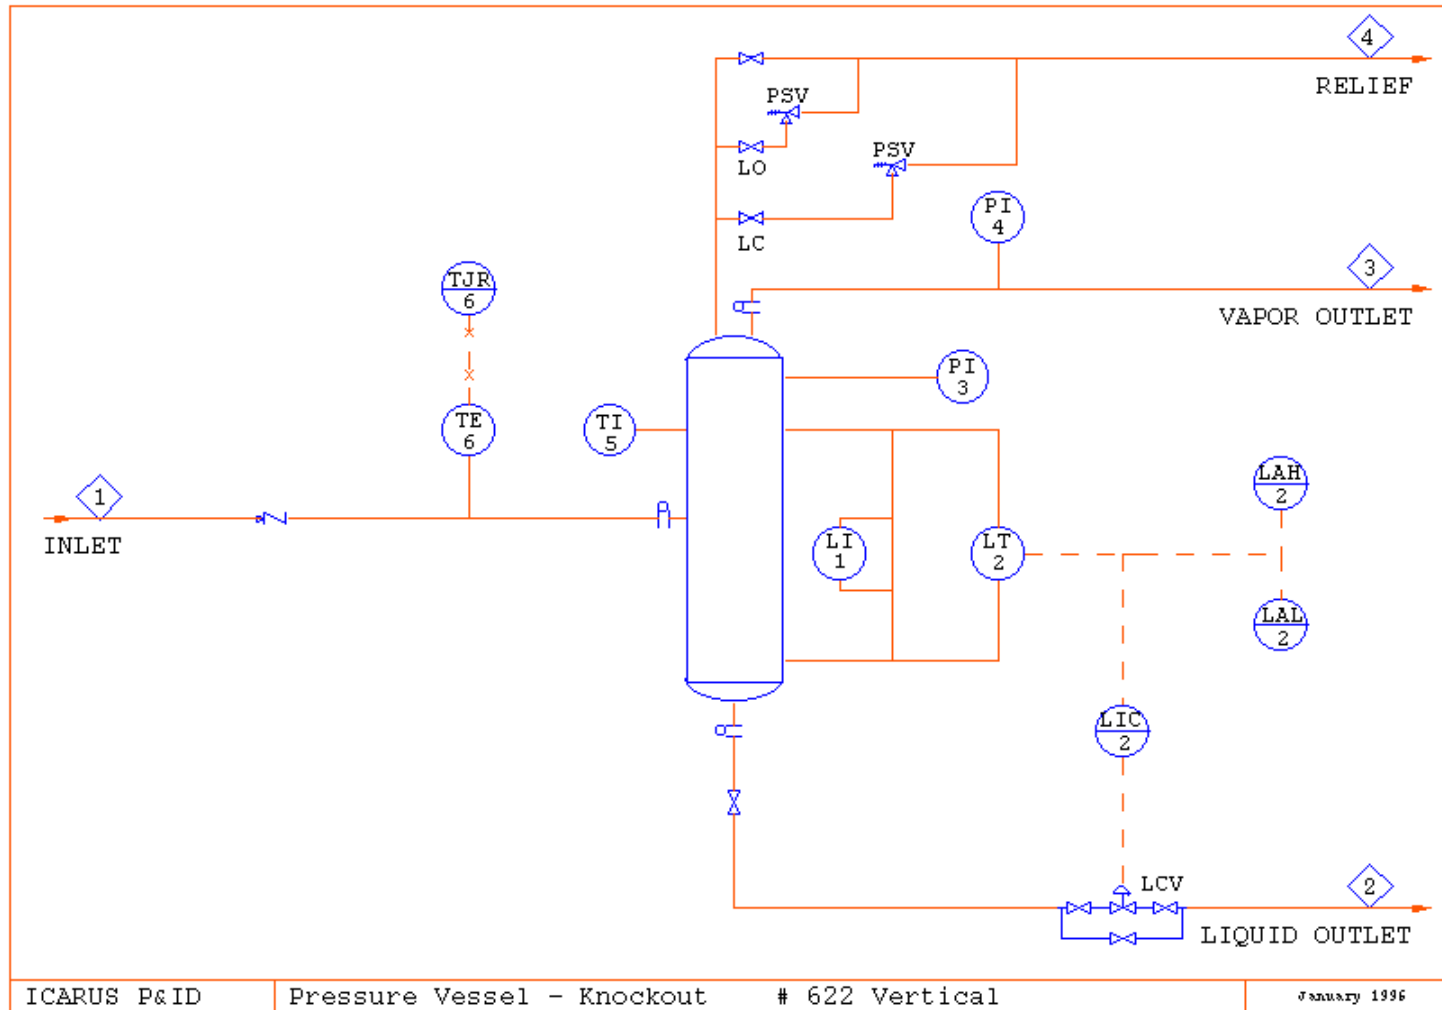 4
RELIEF
PSV
LO
PSV
LC
PI
4
3
VAPOR OUTLET
TJR
6
PI
3
TE
6
TI
5
1
INLET
LI
1
LT
2
LAH
2
LAL
2
LIC
2
LCV
2
LIQUID OUTLET
ICARUS P&ID Pressure Vessel - Knockout # 622 Vertical January 1996